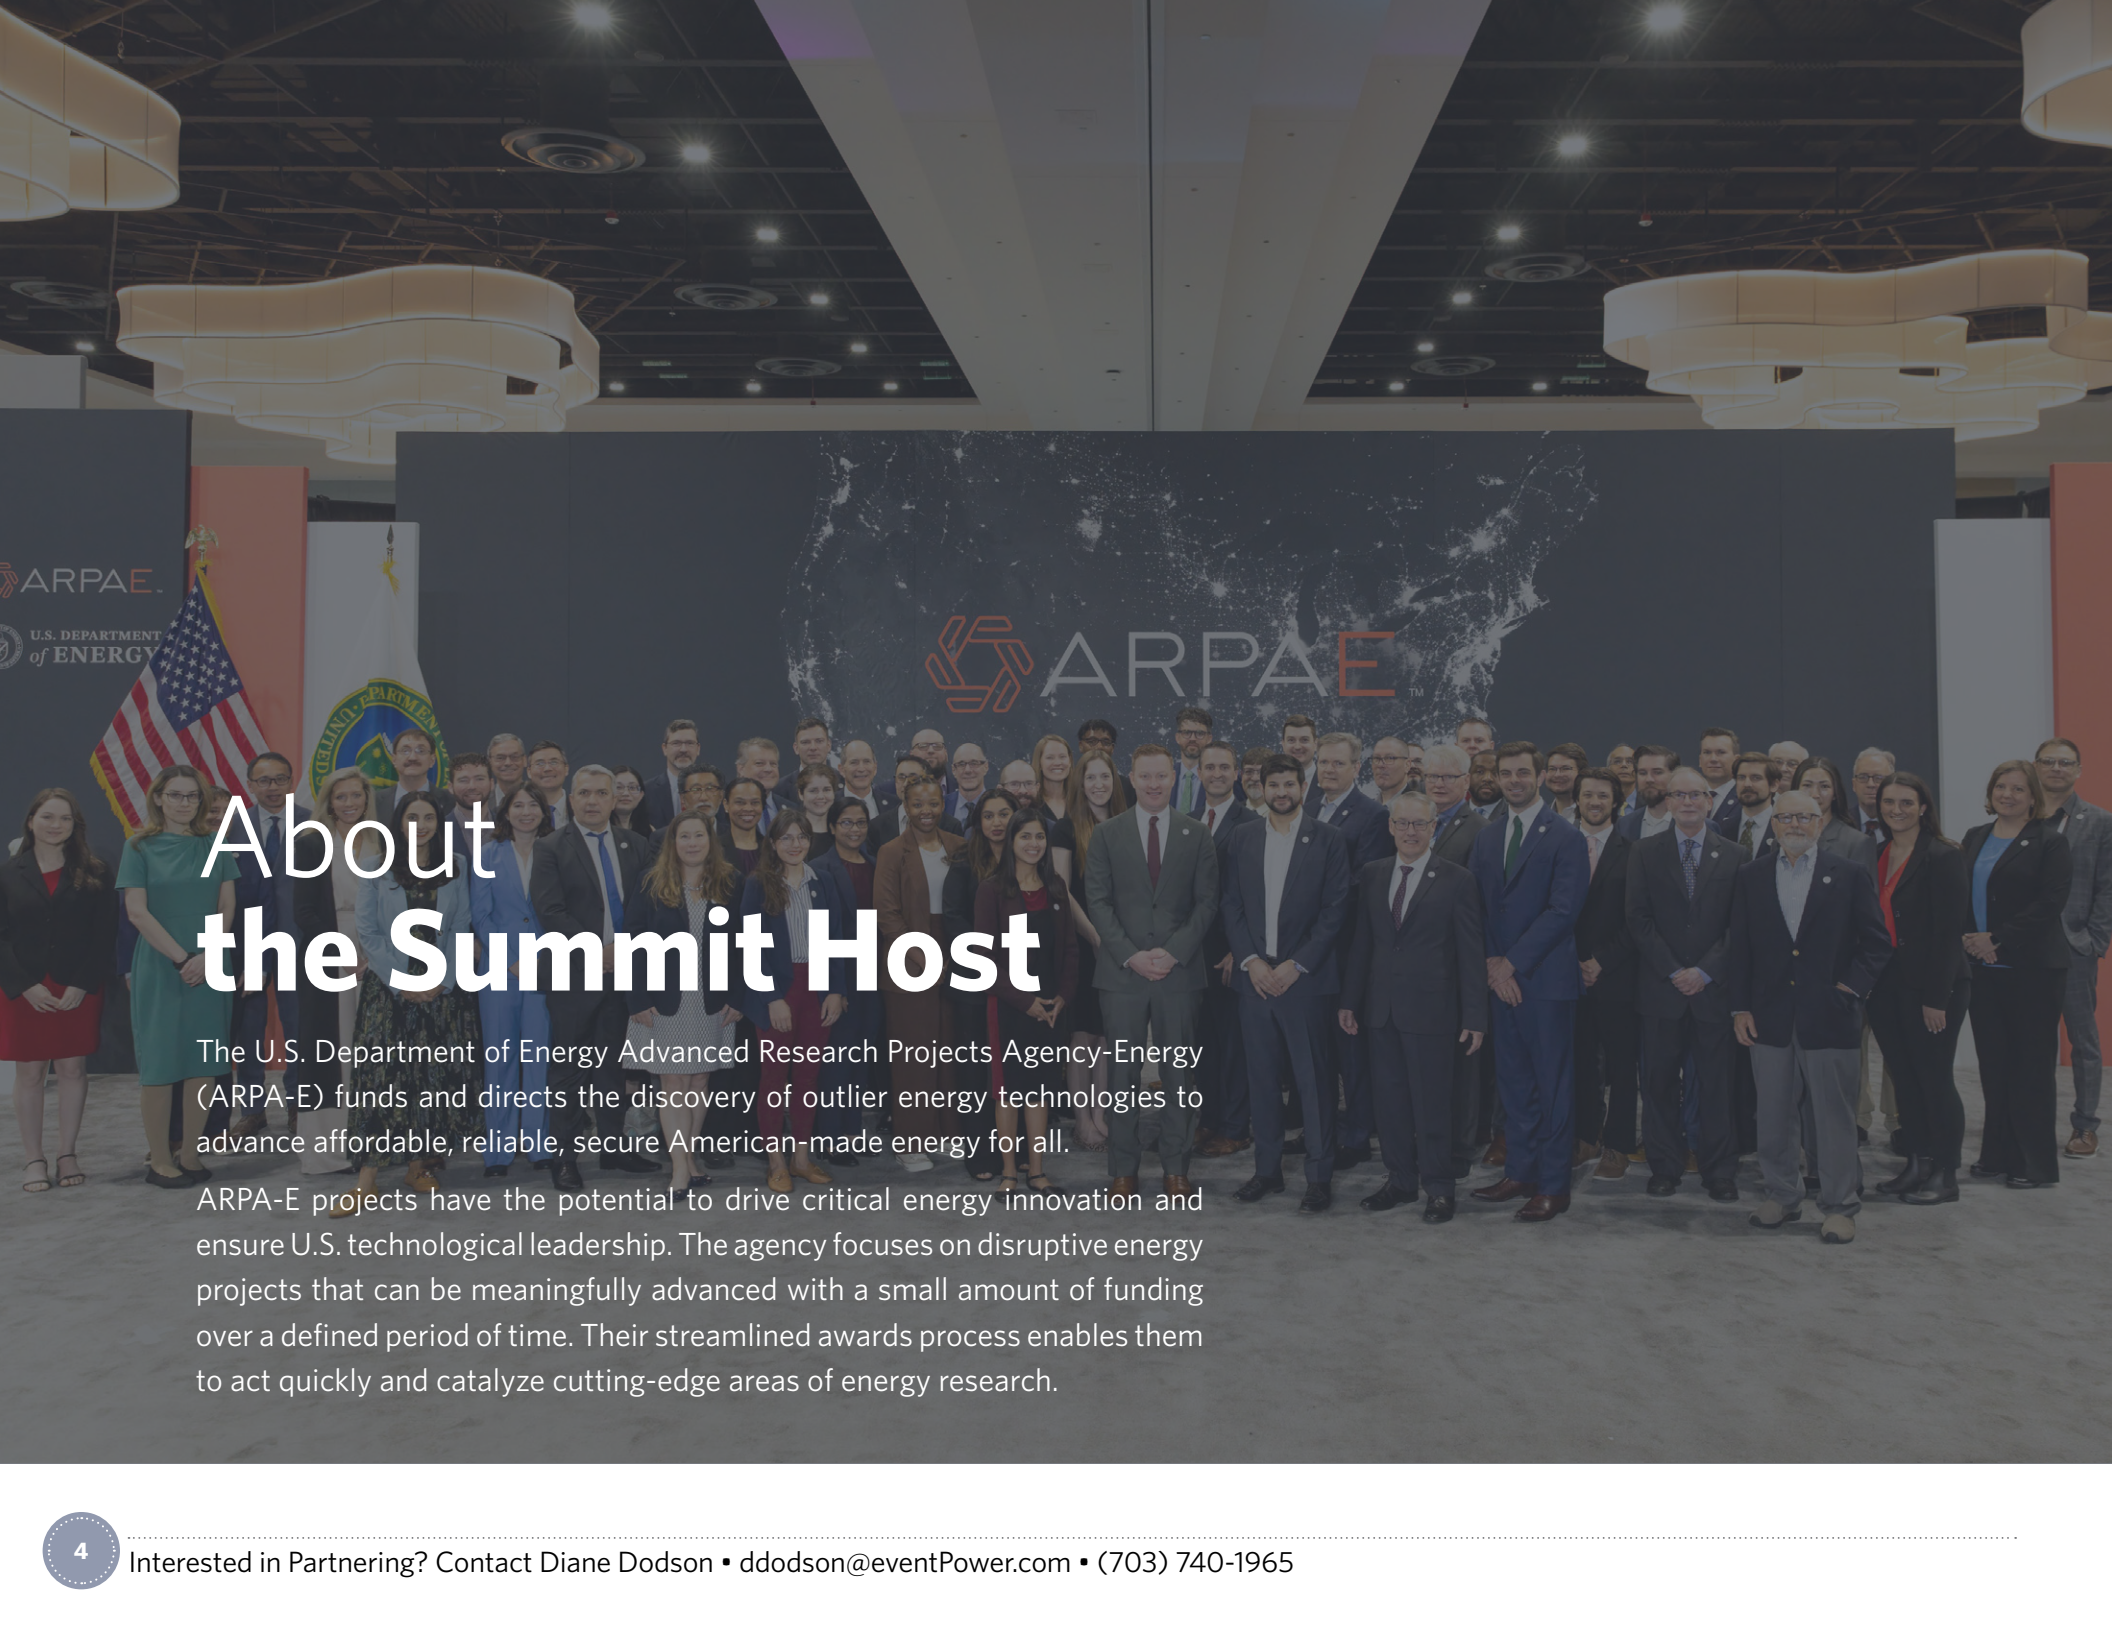 ARPAE
U.S. DEPARTMENT
of ENERGY
ARPAE™
About
the Summit Host
The U.S. Department of Energy Advanced Research Projects Agency-Energy
(ARPA-E) funds and directs the discovery of outlier energy technologies to
advance affordable, reliable, secure American-made energy for all.
ARPA-E projects have the potential to drive critical energy innovation and
ensure U.S. technological leadership. The agency focuses on disruptive energy
projects that can be meaningfully advanced with a small amount of funding
over a defined period of time. Their streamlined awards process enables them
to act quickly and catalyze cutting-edge areas of energy research.
4
Interested in Partnering? Contact Diane Dodson • ddodson@eventPower.com • (703) 740-1965